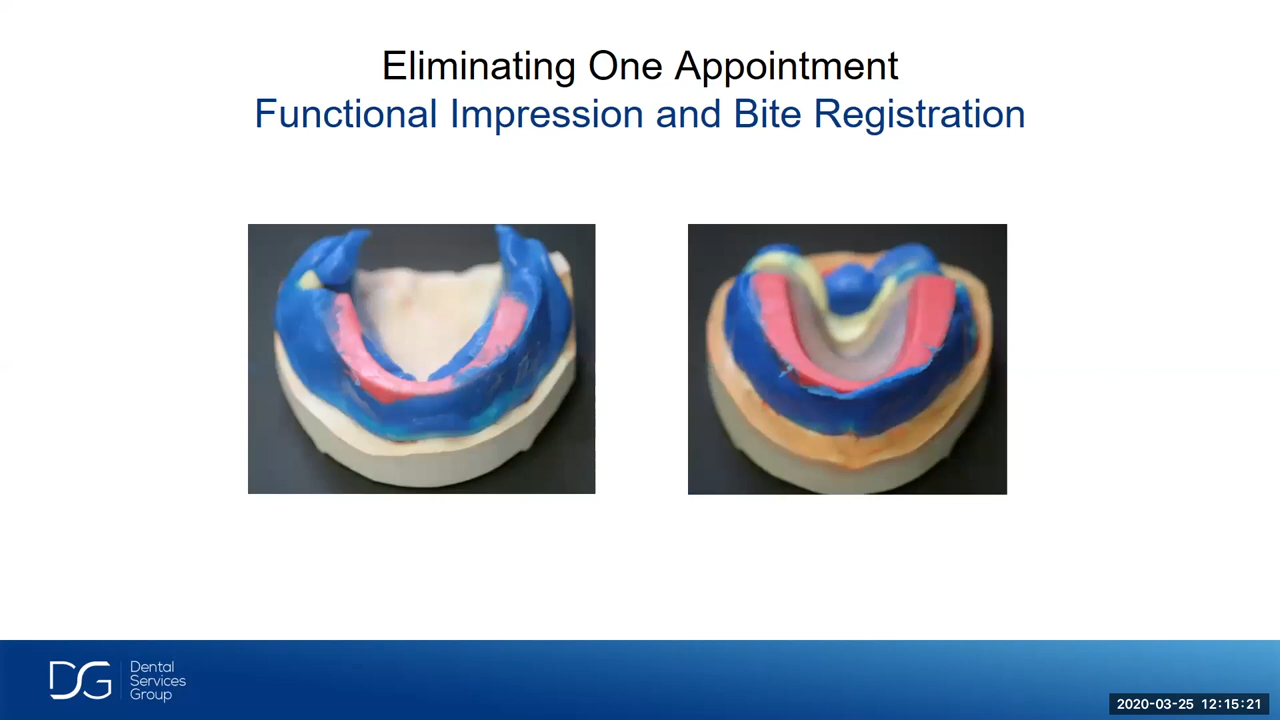 Eliminating One Appointment
Functional Impression and Bite Registration
DG
Dental
Services
Group
2020-03-25 12:15:21